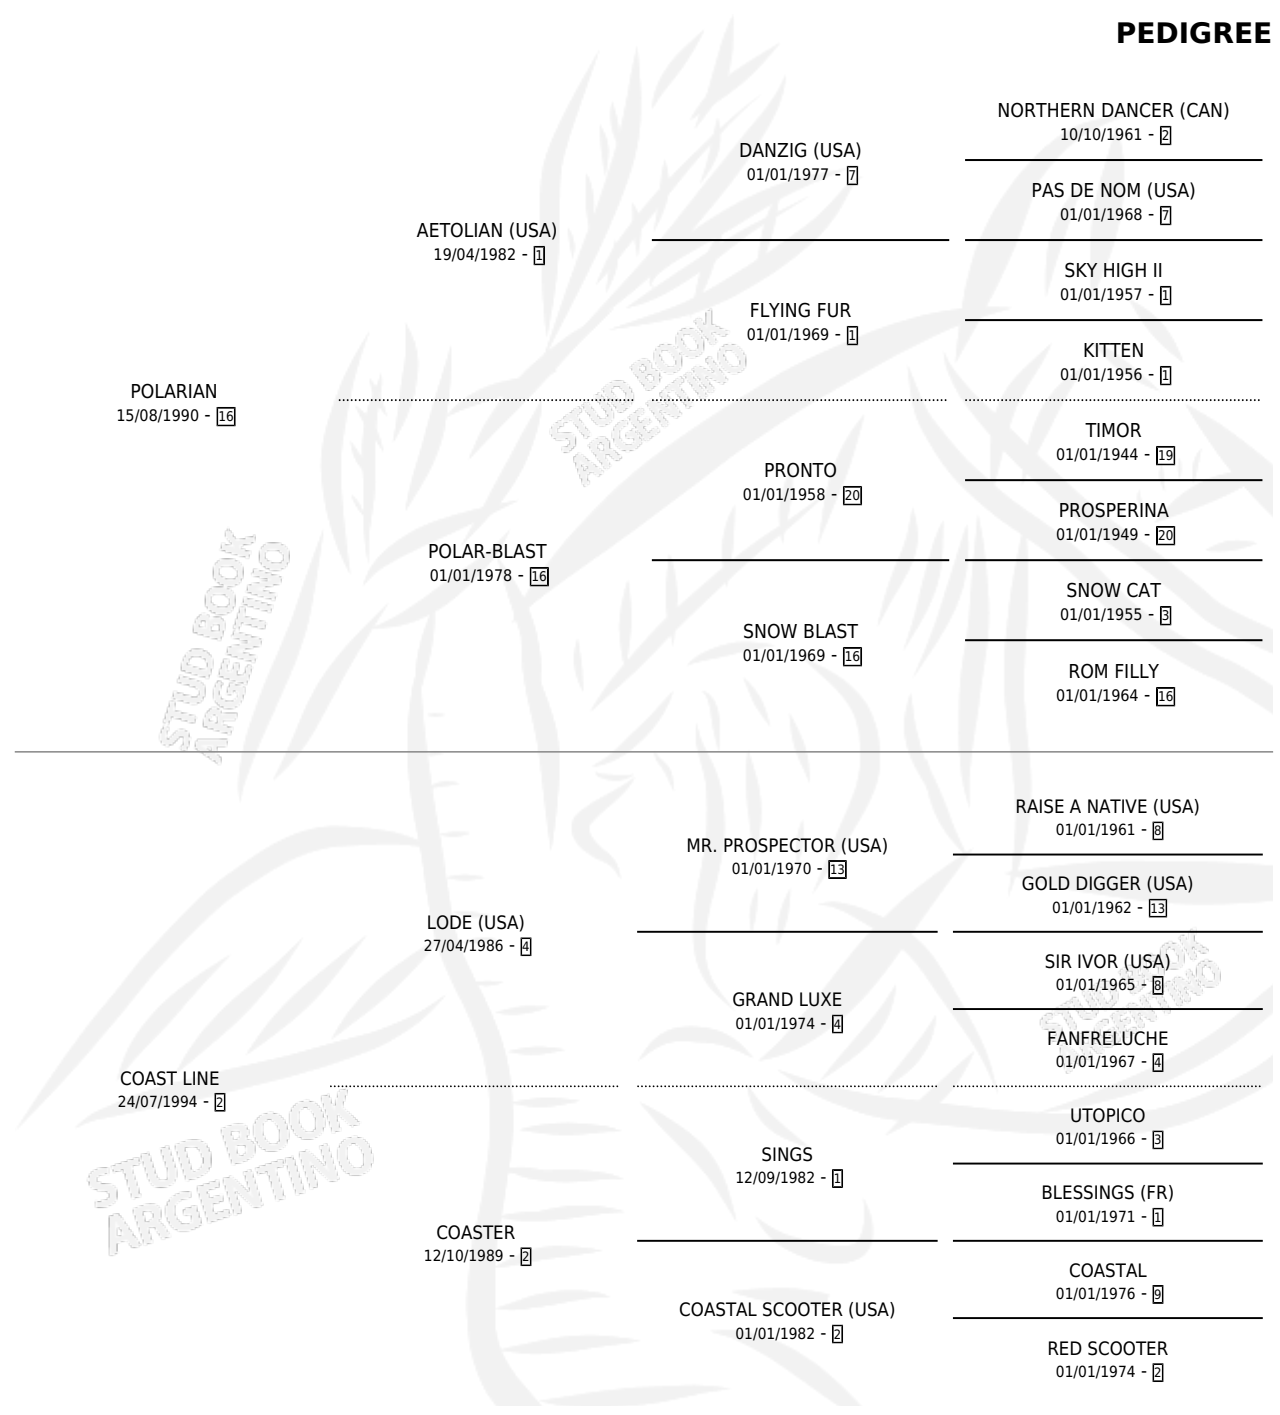 PEDIGREE
NORTHERN DANCER (CAN)
10/10/1961 - 2
DANZIG (USA)
01/01/1977 - 7
PAS DE NOM (USA)
01/01/1968 - 7
AETOLIAN (USA)
19/04/1982 - 1
SKY HIGH II
01/01/1957 - 1
FLYING FUR
01/01/1969 - 1
KITTEN
01/01/1956 - 1
POLARIAN
15/08/1990 - 16
TIMOR
01/01/1944 - 19
PRONTO
01/01/1958 - 20
PROSPERINA
01/01/1949 - 20
POLAR-BLAST
01/01/1978 - 16
SNOW CAT
01/01/1955 - 3
SNOW BLAST
01/01/1969 - 16
ROM FILLY
01/01/1964 - 16
STUD BOOK
ARGENTINO
STUD BOOK
ARGENTINO
RAISE A NATIVE (USA)
01/01/1961 - 8
MR. PROSPECTOR (USA)
01/01/1970 - 13
GOLD DIGGER (USA)
01/01/1962 - 13
LODE (USA)
27/04/1986 - 4
SIR IVOR (USA)
01/01/1965 - 8
GRAND LUXE
01/01/1974 - 4
FANFRELUCHE
01/01/1967 - 4
COAST LINE
24/07/1994 - 2
UTOPICO
01/01/1966 - 3
SINGS
12/09/1982 - 1
BLESSINGS (FR)
01/01/1971 - 1
COASTER
12/10/1989 - 2
COASTAL
01/01/1976 - 9
COASTAL SCOOTER (USA)
01/01/1982 - 2
RED SCOOTER
01/01/1974 - 2
STUD BOOK
ARGENTINO
STUD BOOK
ARGENTINO